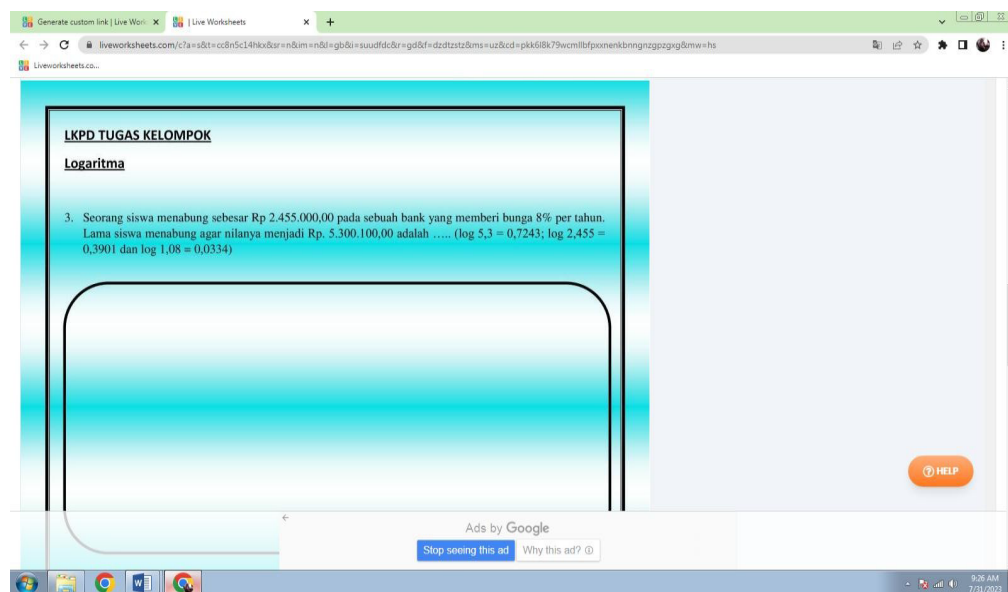 Generate custom link | Live Work
| Live Worksheets
liveworksheets.com/c?a=s&t=cc8n5c14hkx&sr=n&im=n&l=gb&i=suudfdc&r=gd&f=dzdtzstz&ms=uz&cd=pkk6l8k79wcmllbfpxxnenkbnngnzgpzgxg&mw=hs
Liveworksheets.co...
LKPD TUGAS KELOMPOK
Logaritma
3. Seorang siswa menabung sebesar Rp 2.455.000,00 pada sebuah bank yang memberi bunga 8% per tahun.
Lama siswa menabung agar nilanya menjadi Rp. 5.300.100,00 adalah ….. (log 5,3 = 0,7243; log 2,455 =
0,3901 dan log 1,08 = 0,0334)
HELP
Ads by Google
Stop seeing this ad
Why this ad?
9:26 AM